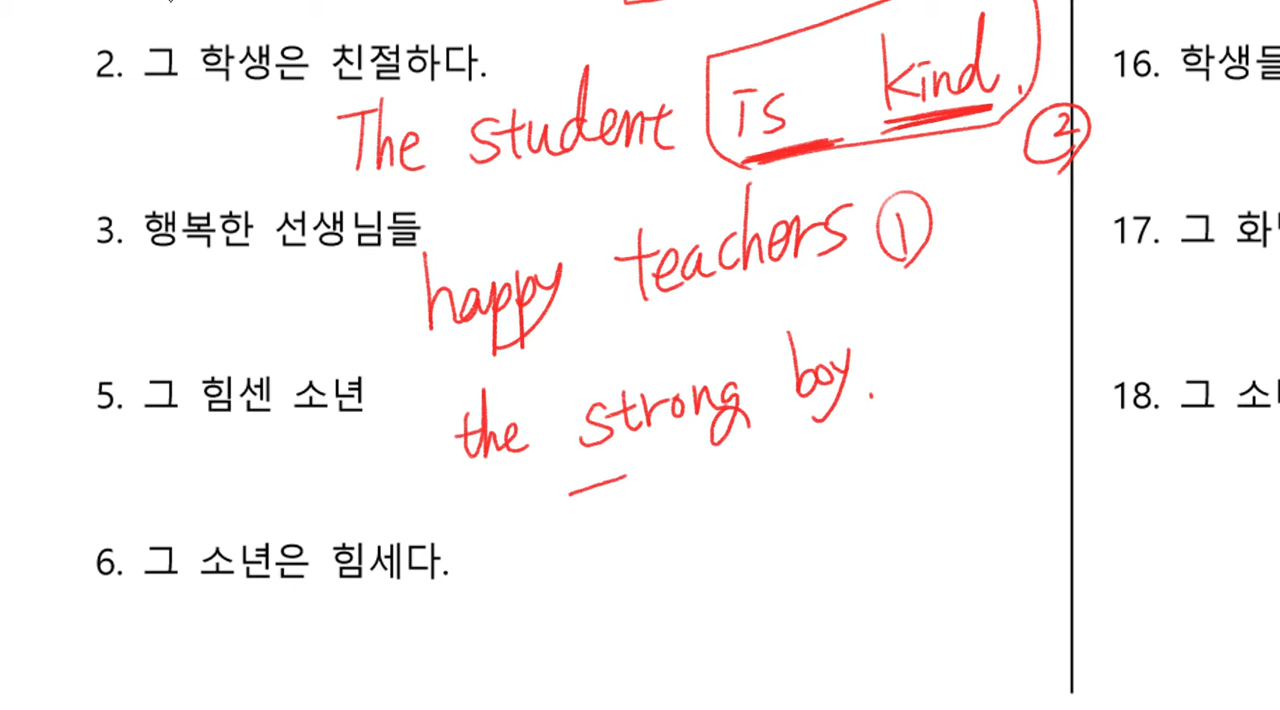 2. 그 학생은 친절하다.
The student is kind. ②
3. 행복한 선생님들
happy teachers ①
5. 그 힘센 소년
the strong boy.
6. 그 소년은 힘세다.
16. 학생들
17. 그 화
18. 그 소